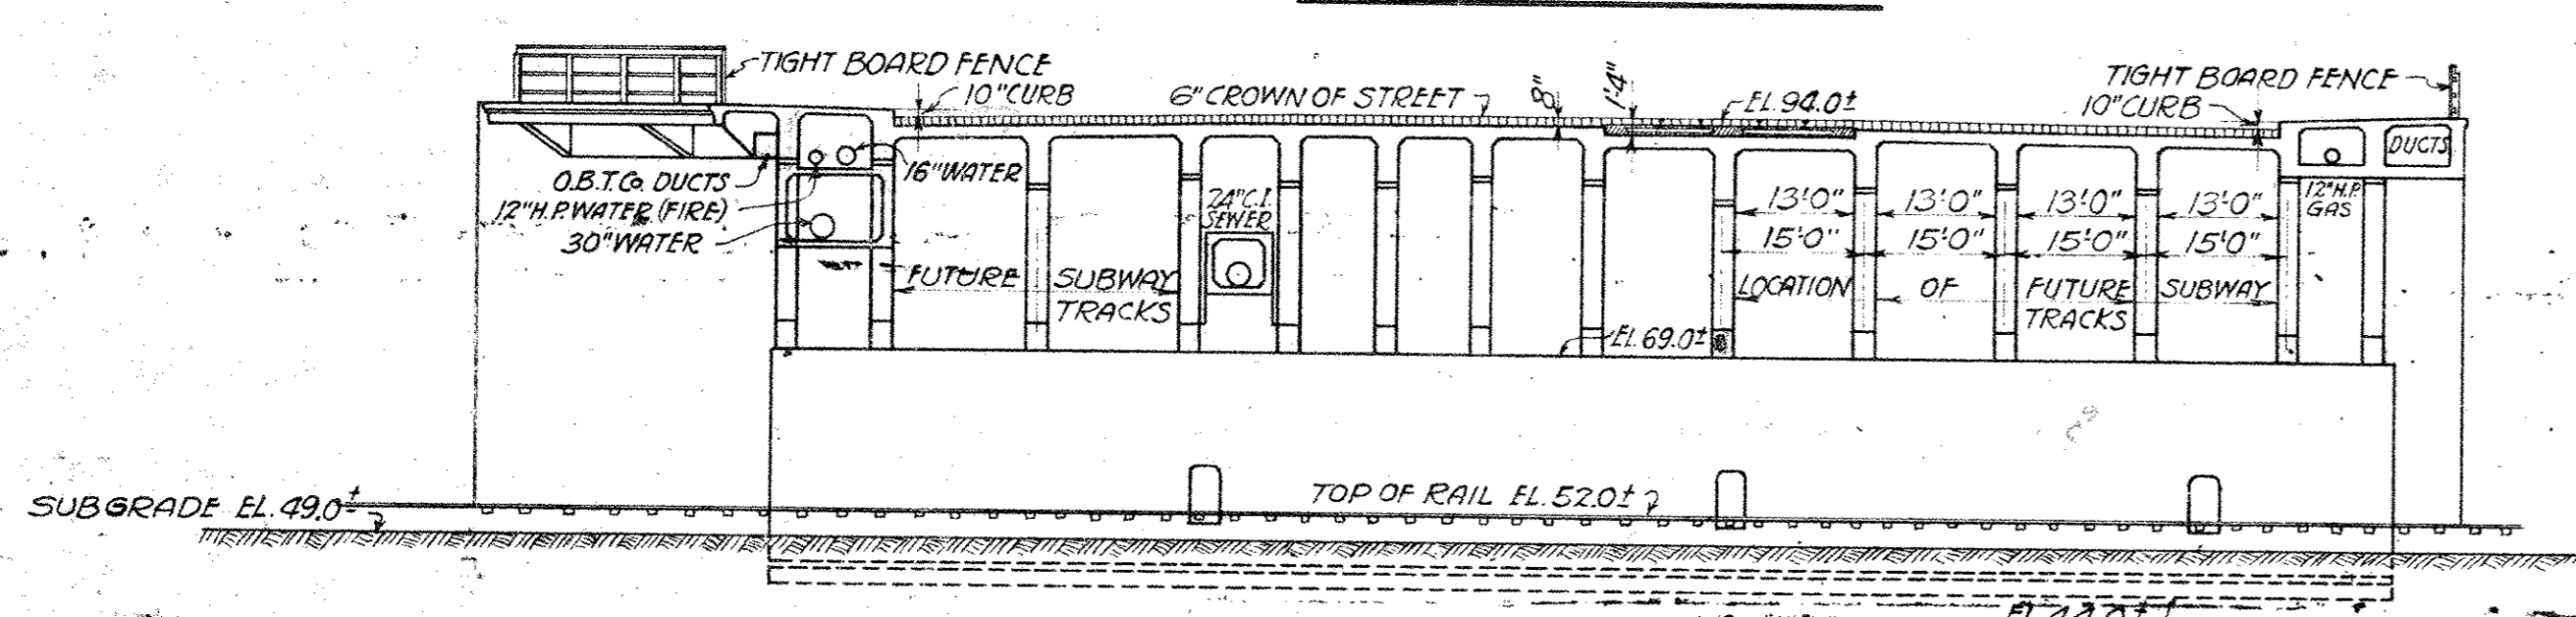 TIGHT BOARD FENCE
10" CURB
6" CROWN OF STREET
8"
1'-4"
EL. 94.0±
TIGHT BOARD FENCE
10" CURB
DUCTS
O.B.T.CO. DUCTS
12" H.P. WATER (FIRE)
30" WATER
16" WATER
24" C.I.
SEWER
13'-0" 13'-0" 13'-0" 13'-0"
15'-0" 15'-0" 15'-0" 15'-0"
12" H.P.
GAS
FUTURE SUBWAY
TRACKS
LOCATION OF FUTURE SUBWAY
TRACKS
EL. 69.0±
SUBGRADE EL. 49.0±
TOP OF RAIL EL. 52.0±